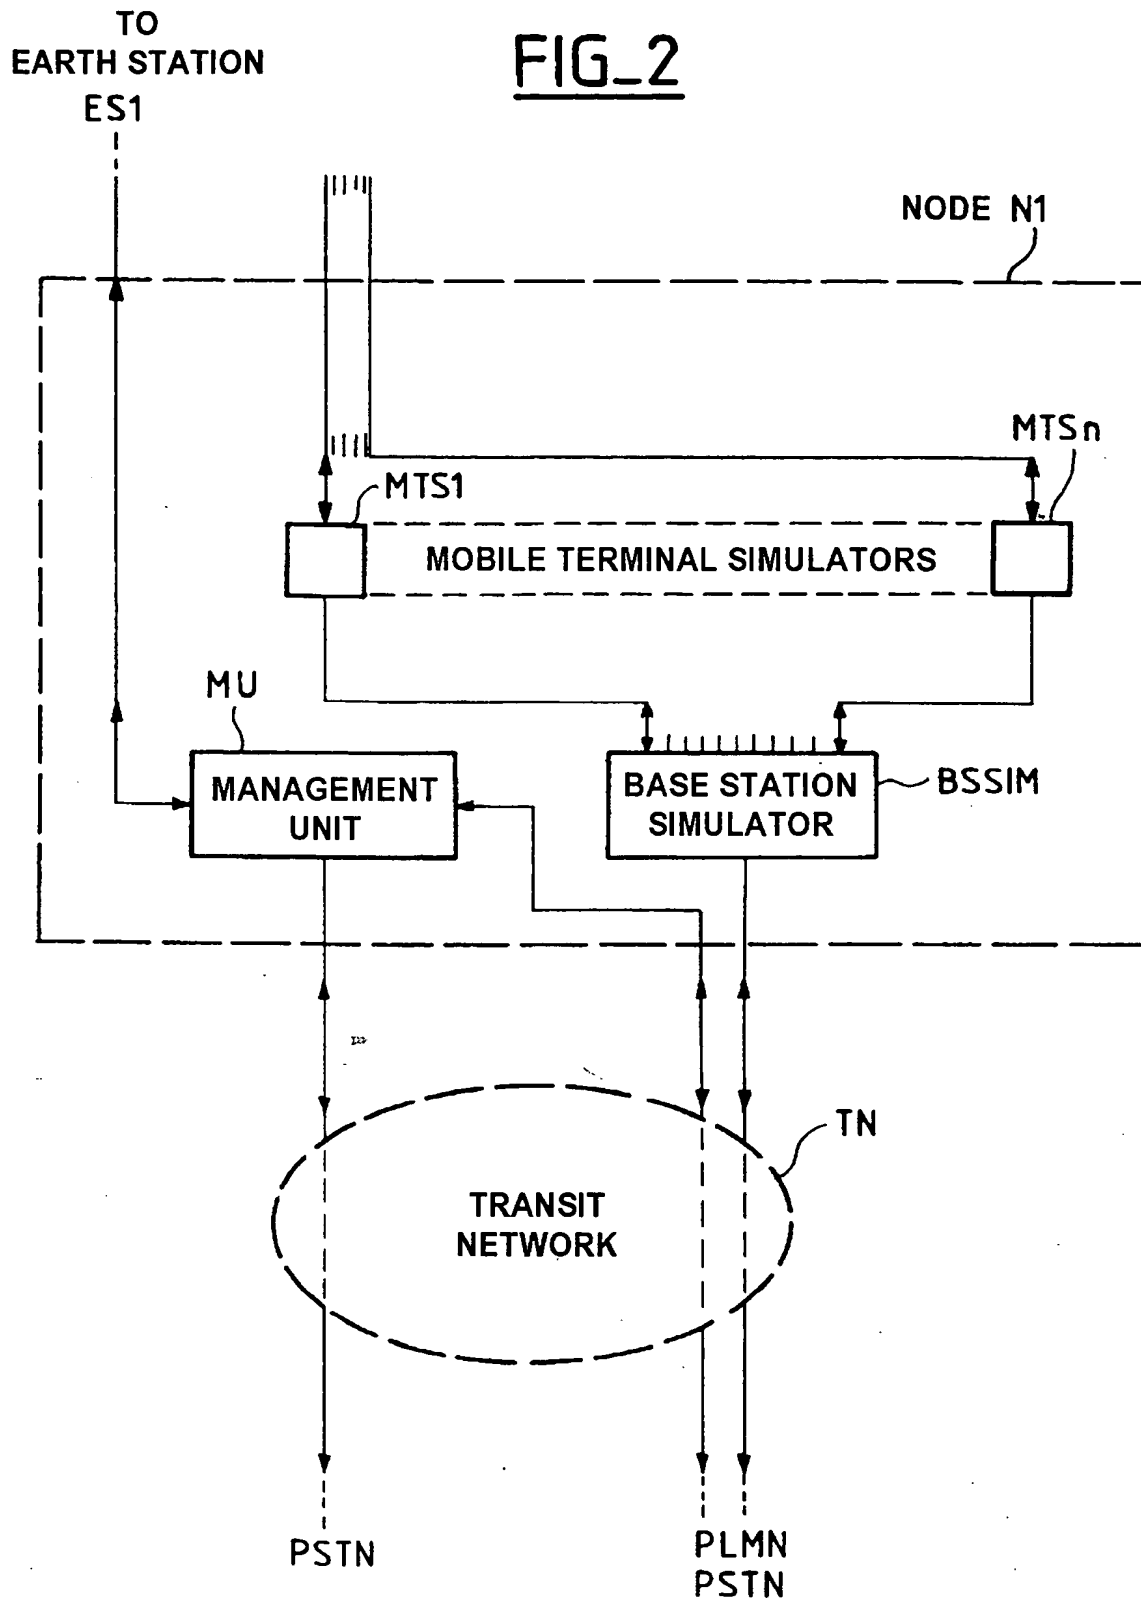 TO
EARTH STATION
ES1
FIG_2
NODE N1
MTSn
MTS1
MOBILE TERMINAL SIMULATORS
MU
MANAGEMENT
UNIT
BASE STATION
SIMULATOR
BSSIM
TN
TRANSIT
NETWORK
PSTN
PLMN
PSTN